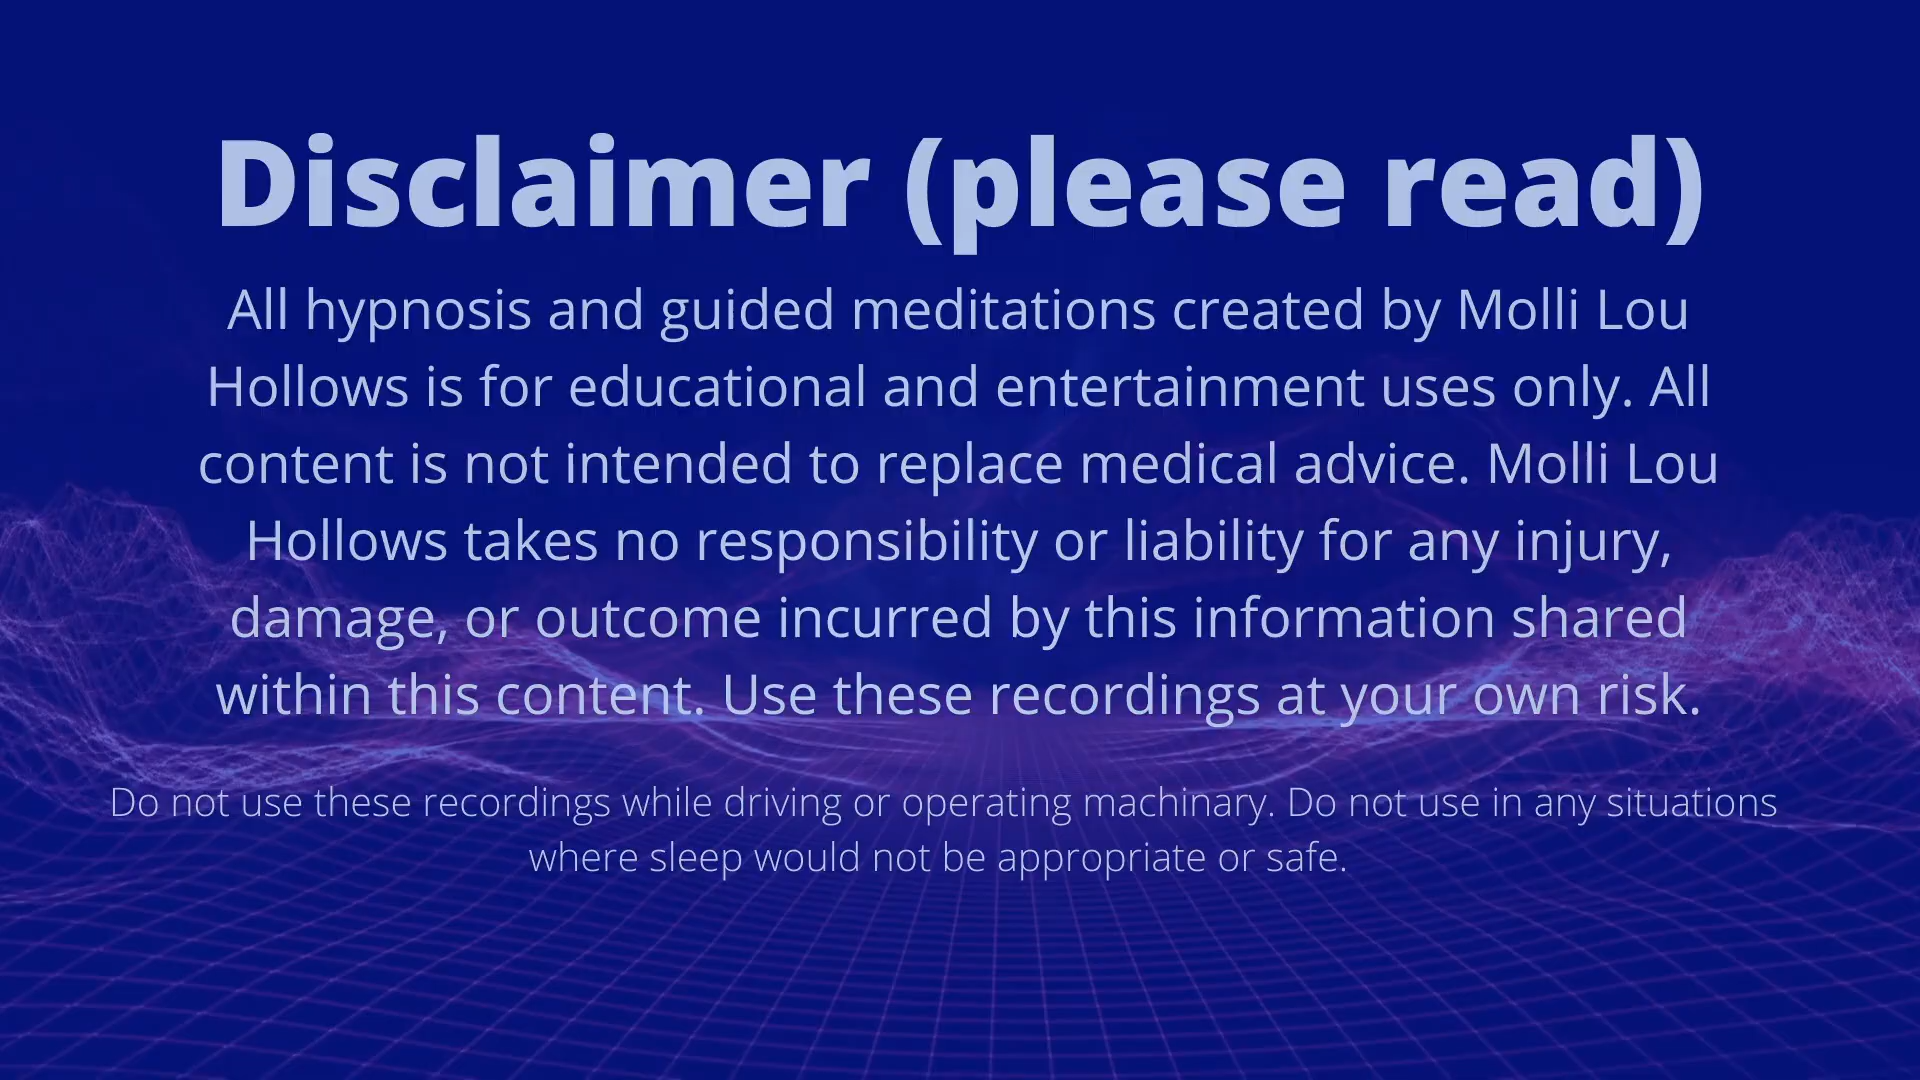 Disclaimer (please read)
All hypnosis and guided meditations created by Molli Lou
Hollows is for educational and entertainment uses only. All
content is not intended to replace medical advice. Molli Lou
Hollows takes no responsibility or liability for any injury,
damage, or outcome incurred by this information shared
within this content. Use these recordings at your own risk.
Do not use these recordings while driving or operating machinary. Do not use in any situations
where sleep would not be appropriate or safe.